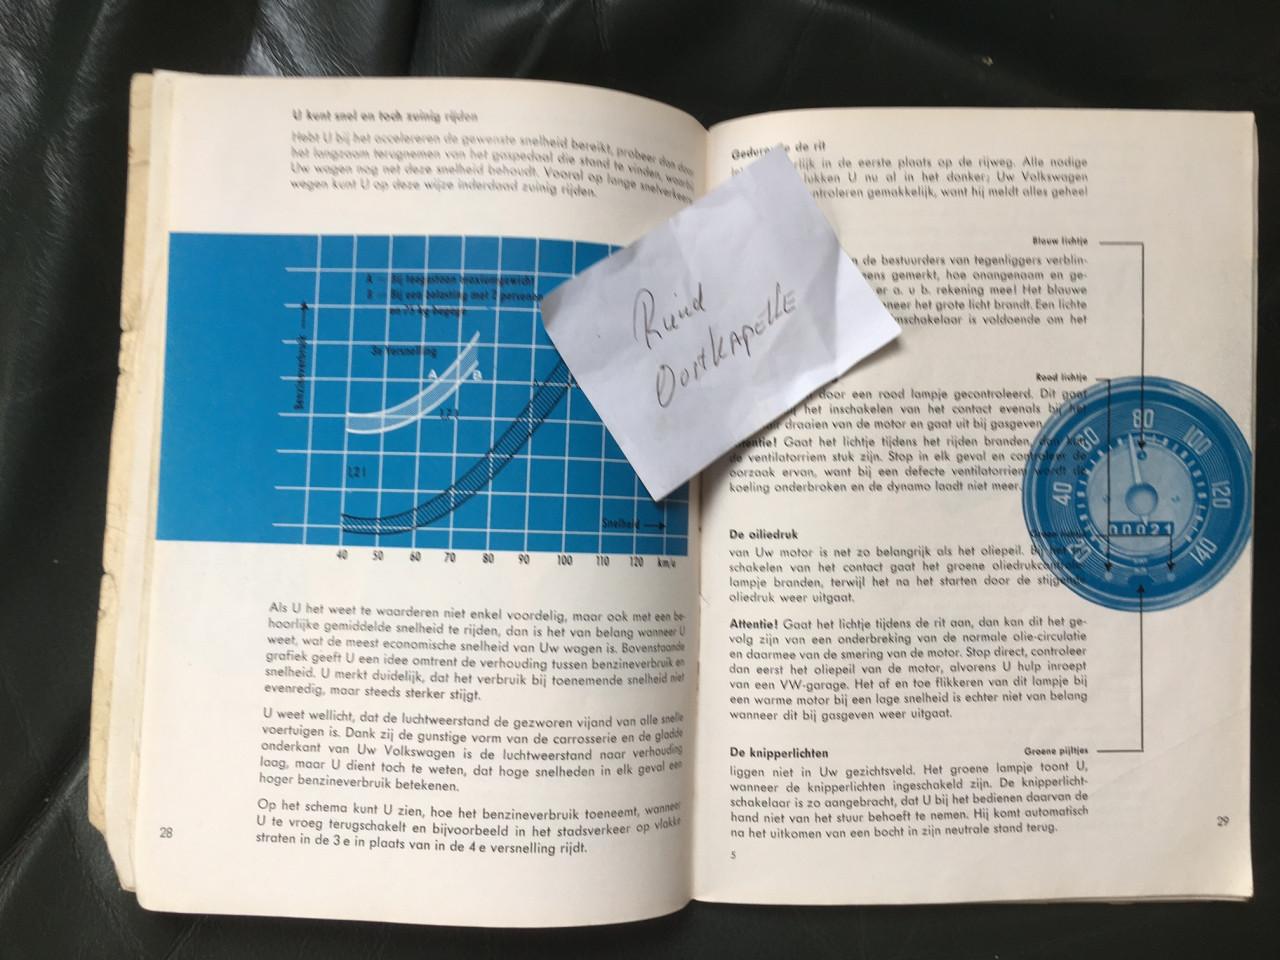 U kunt snel en toch zuinig rijden
Hebt U bij het accelereren de gewenste snelheid bereikt, probeer dan door
het langzaam terugnemen van het gaspedaal die stand te vinden, waarbij
Uw wagen nog net deze snelheid behoudt. Vooral op lange snelverkeers-
wegen kunt U op deze wijze inderdaad zuinig rijden.
A — Bij toegestaan maximumgewicht
B — Bij een belasting met 2 personen
en 75 kg bagage
Benzineverbruik
3e Versnelling
A
B
Snelheid
40 50 60 70 80 90 100 110 120 km/u
Als U het weet te waarderen niet enkel voordelig, maar ook met een be-
hoorlijke gemiddelde snelheid te rijden, dan is het van belang wanneer U
weet, wat de meest economische snelheid van Uw wagen is. Bovenstaande
grafiek geeft U een idee omtrent de verhouding tussen benzineverbruik en
snelheid. U merkt duidelijk, dat het verbruik bij toenemende snelheid niet
evenredig, maar steeds sterker stijgt.
U weet wellicht, dat de luchtweerstand de gezworen vijand van alle snelle
voertuigen is. Dank zij de gunstige vorm van de carrosserie en de gladde
onderkant van Uw Volkswagen is de luchtweerstand naar verhouding
laag, maar U dient toch te weten, dat hoge snelheden in elk geval een
hoger benzineverbruik betekenen.
Op het schema kunt U zien, hoe het benzineverbruik toeneemt, wanneer
U te vroeg terugschakelt en bijvoorbeeld in het stadsverkeer op vlakke
straten in de 3 e in plaats van in de 4 e versnelling rijdt.
28
Ruud
Oostkapelle
de rit
in de eerste plaats op de rijweg. Alle nodige
lukken U nu al in het donker; Uw Volkswagen
gemakkelijk, want hij meldt alles geheel
Blauw lichtje
de bestuurders van tegenliggers verblin-
gemerkt, hoe onangenaam en ge-
er a. u b. rekening mee! Het blauwe
het grote licht brandt. Een lichte
is voldoende om het
Rood lichtje
door een rood lampje gecontroleerd. Dit gaat
het inschakelen van het contact evenals bij het
draaien van de motor en gaat uit bij gasgeven.
Attentie! Gaat het lichtje tijdens het rijden branden, dan kan
de ventilatorriem stuk zijn. Stop in elk geval en controleer de
oorzaak ervan, want bij een defecte ventilatorriem wordt de
koeling onderbroken en de dynamo laadt niet meer.
40 80 100 120 140
00021
De oiliedruk
van Uw motor is net zo belangrijk als het oliepeil. Bij het in-
schakelen van het contact gaat het groene oliedrukcontrole-
lampje branden, terwijl het na het starten door de stijgende
oliedruk weer uitgaat.
Attentie! Gaat het lichtje tijdens de rit aan, dan kan dit het ge-
volg zijn van een onderbreking van de normale olie-circulatie
en daarmee van de smering van de motor. Stop direct, controleer
dan eerst het oliepeil van de motor, alvorens U hulp inroept
van een VW-garage. Het af en toe flikkeren van dit lampje bij
een warme motor bij een lage snelheid is echter niet van belang
wanneer dit bij gasgeven weer uitgaat.
De knipperlichten
Groene pijltjes
liggen niet in Uw gezichtsveld. Het groene lampje toont U,
wanneer de knipperlichten ingeschakeld zijn. De knipperlicht-
schakelaar is zo aangebracht, dat U bij het bedienen daarvan de
hand niet van het stuur behoeft te nemen. Hij komt automatisch
na het uitkomen van een bocht in zijn neutrale stand terug.
5
29